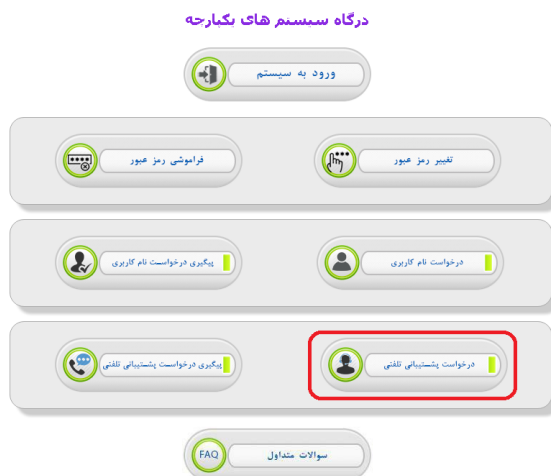 درگاه سیستم های یکپارچه
ورود به سیستم
تغییر رمز عبور
فراموشی رمز عبور
درخواست نام کاربری
پیگیری درخواست نام کاربری
درخواست پشتیبانی تلفنی
پیگیری درخواست پشتیبانی تلفنی
سوالات متداول
FAQ